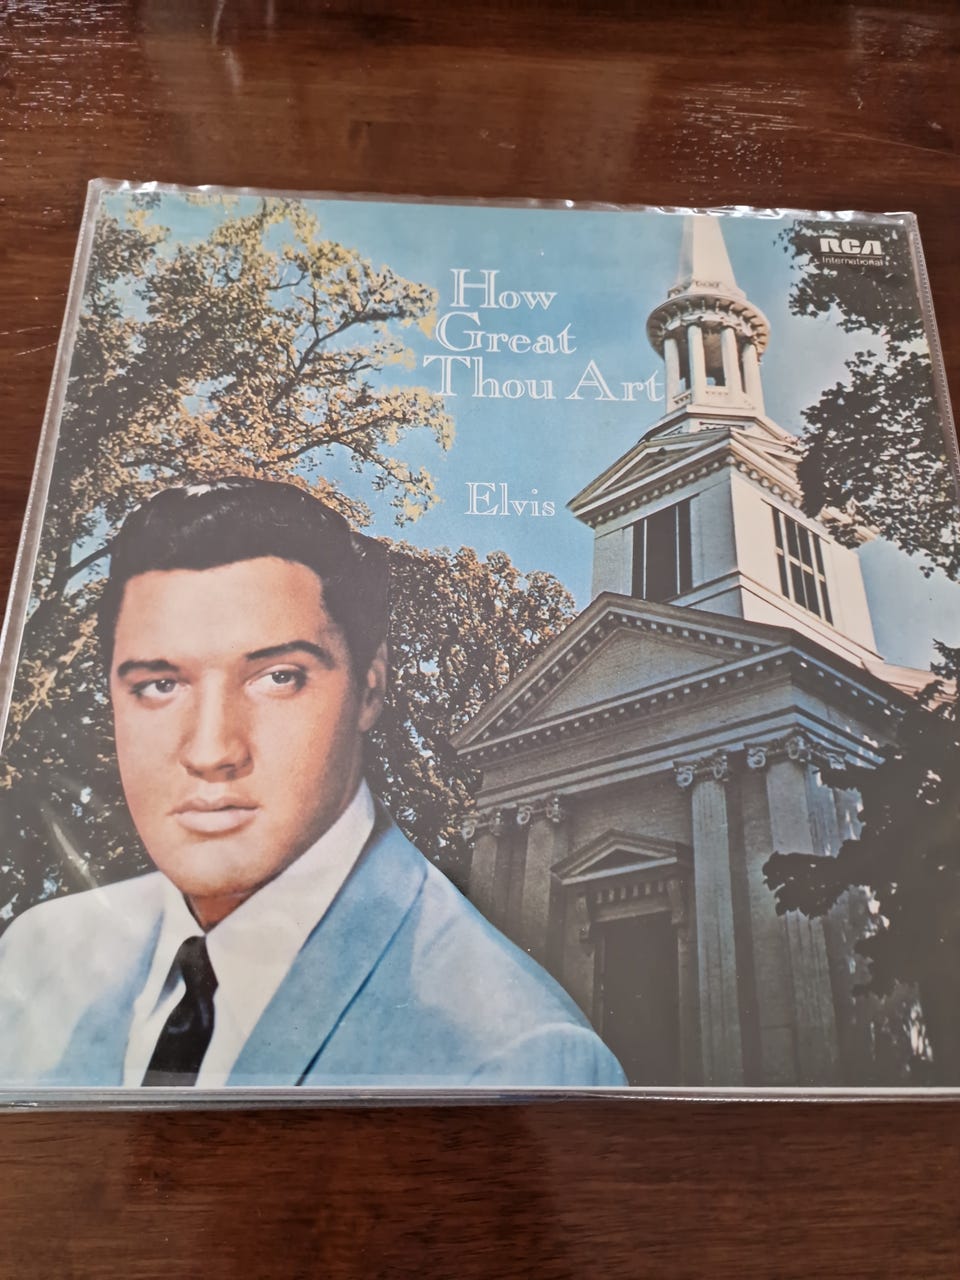 RCA
International
How
Great
Thou Art
Elvis